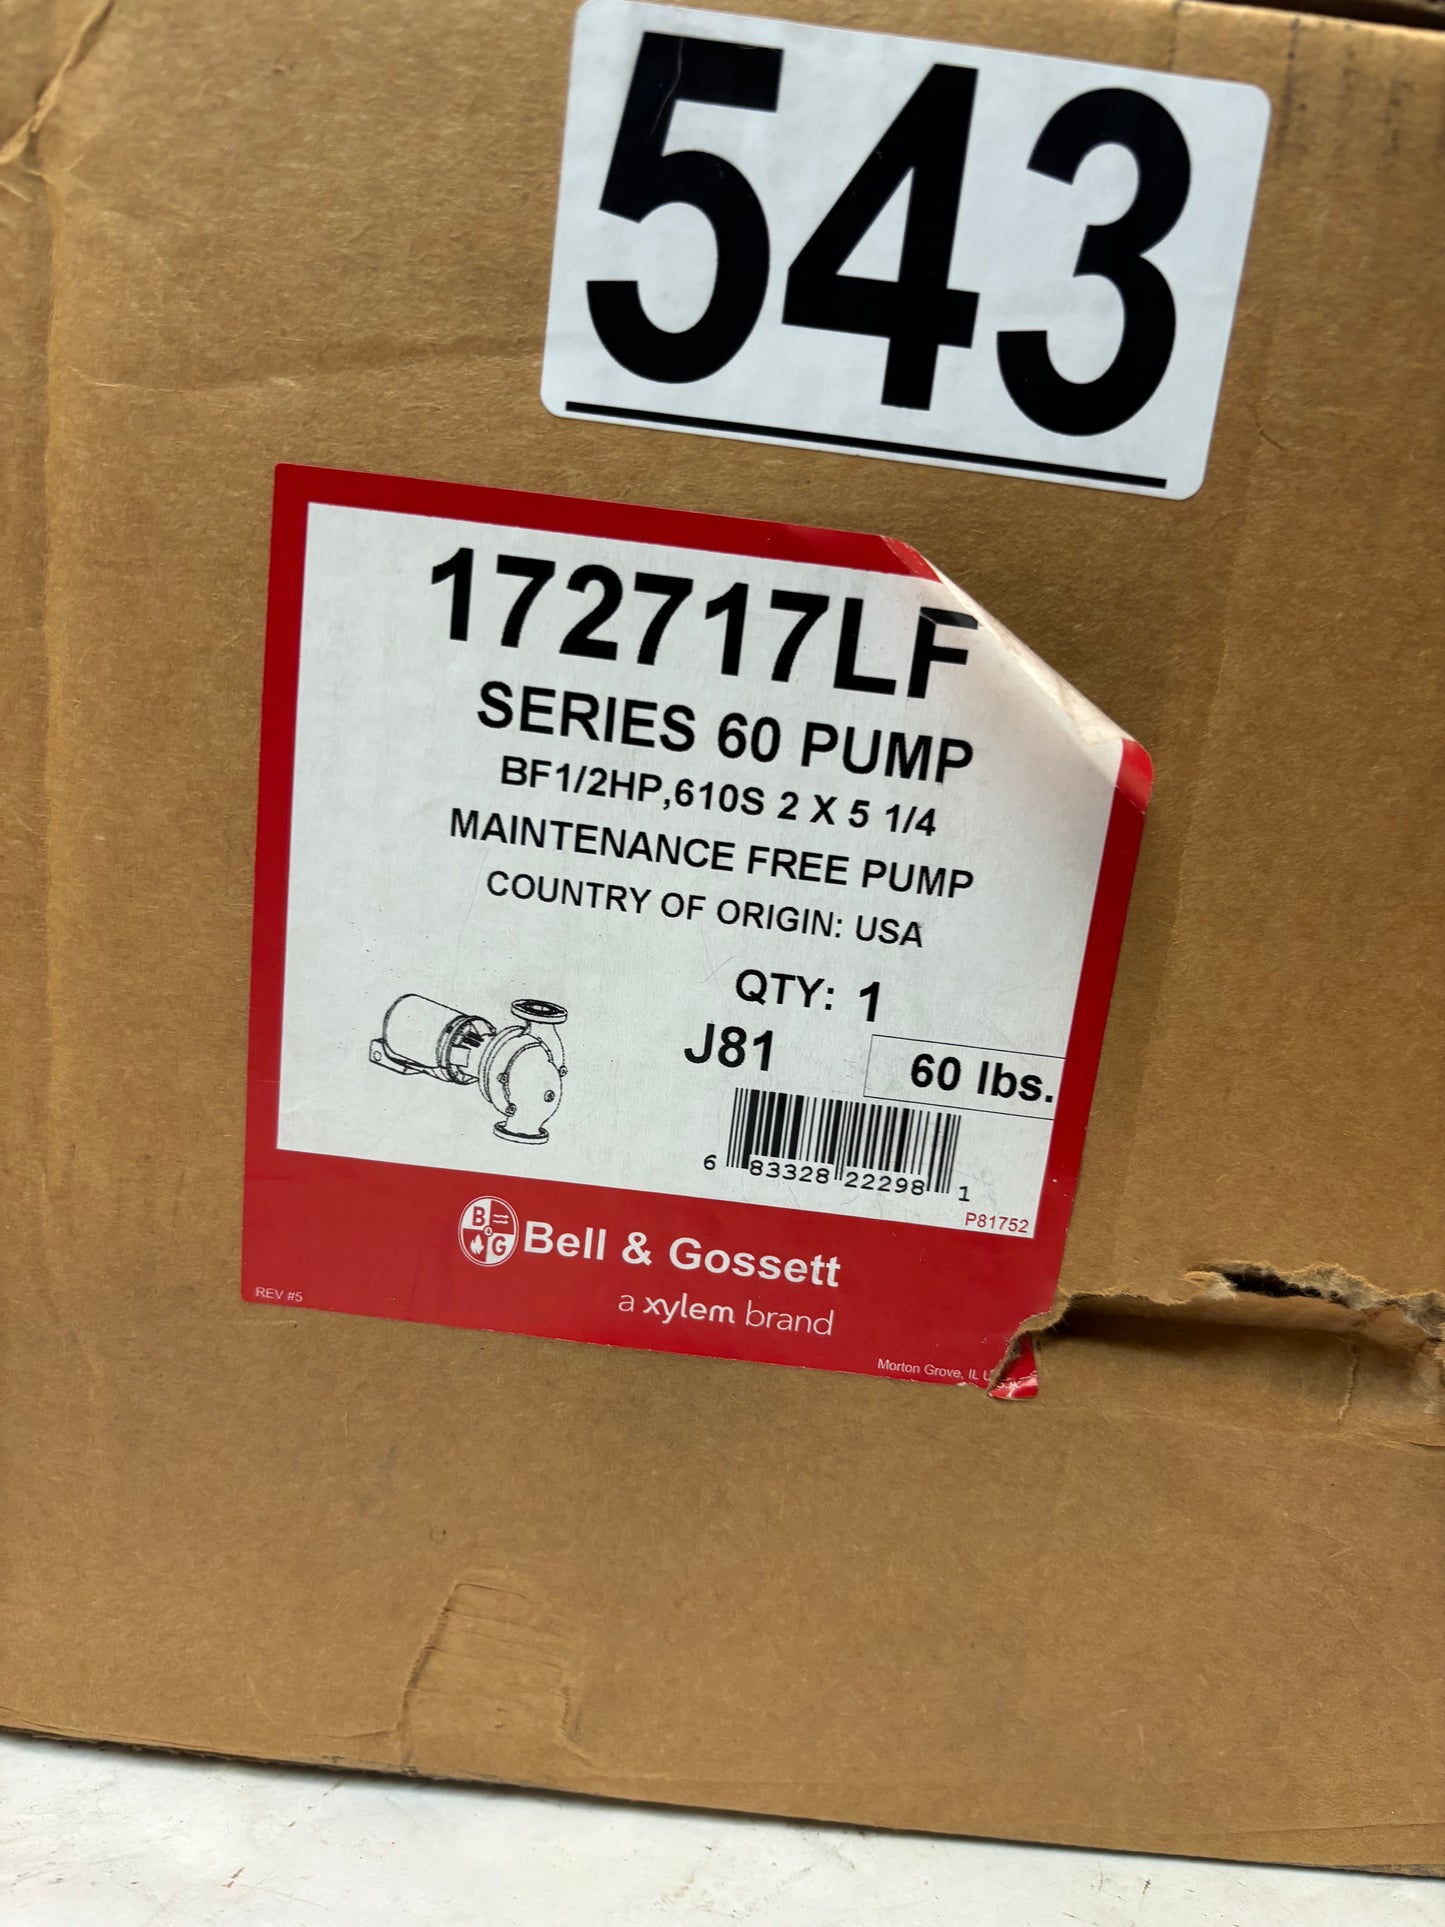 543
172717LF
SERIES 60 PUMP
BF1/2HP,610S 2 X 5 1/4
MAINTENANCE FREE PUMP
COUNTRY OF ORIGIN: USA
QTY: 1
J81
60 lbs.
6 83328 22298 1
P81752
B&G
Bell & Gossett
a xylem brand
REV #5
Morton Grove, IL U.S.A.